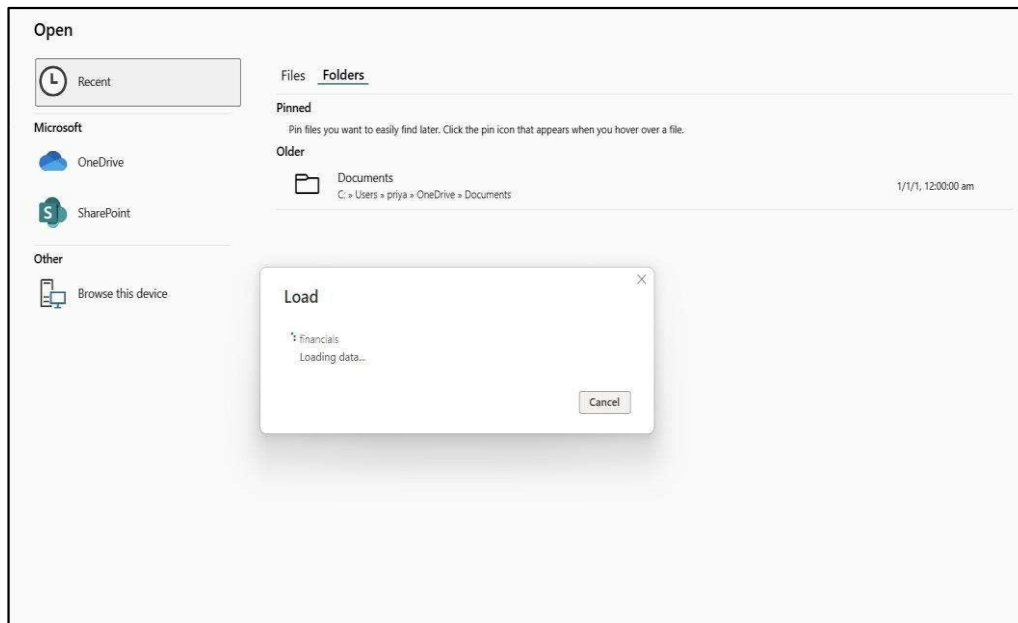 Open
Recent
Microsoft
OneDrive
SharePoint
Other
Browse this device
Files Folders
Pinned
Pin files you want to easily find later. Click the pin icon that appears when you hover over a file.
Older
Documents
C: » Users » priya » OneDrive » Documents
1/1/1, 12:00:00 am
Load
financials
Loading data...
Cancel